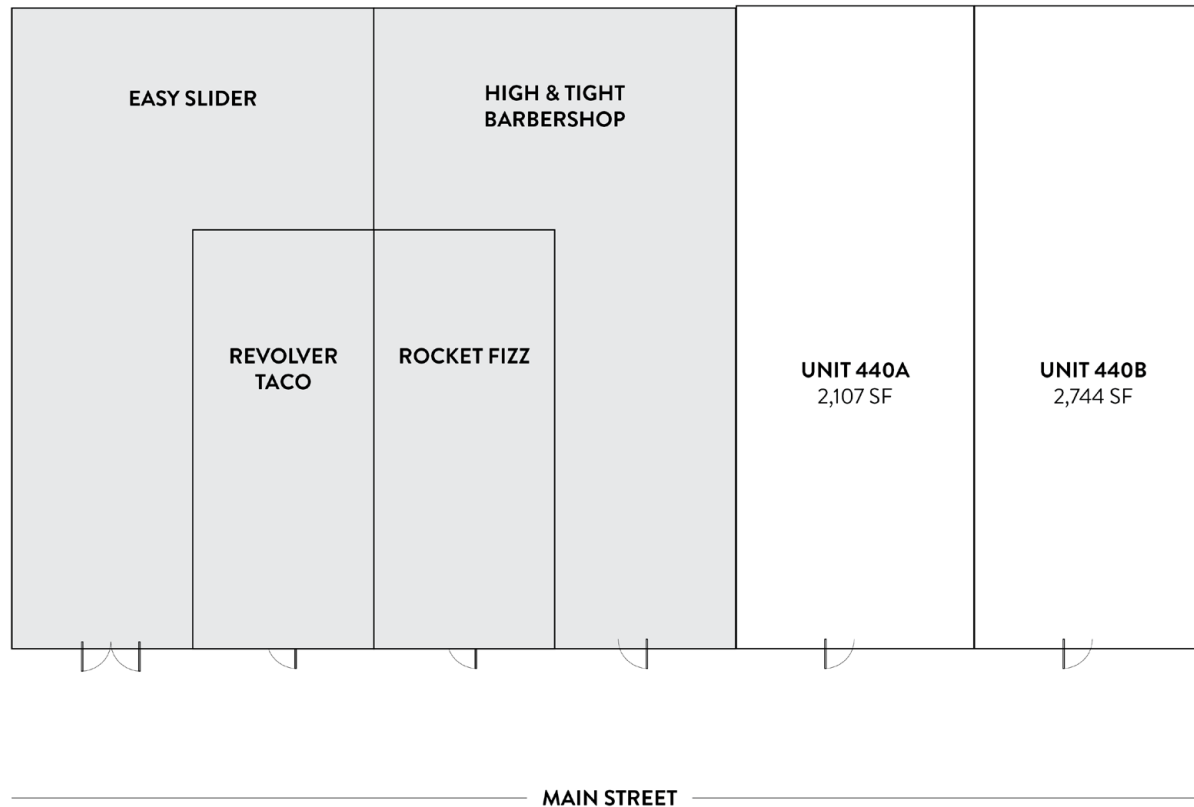 EASY SLIDER
HIGH & TIGHT
BARBERSHOP
REVOLVER
TACO
ROCKET FIZZ
UNIT 440A
2,107 SF
UNIT 440B
2,744 SF
MAIN STREET